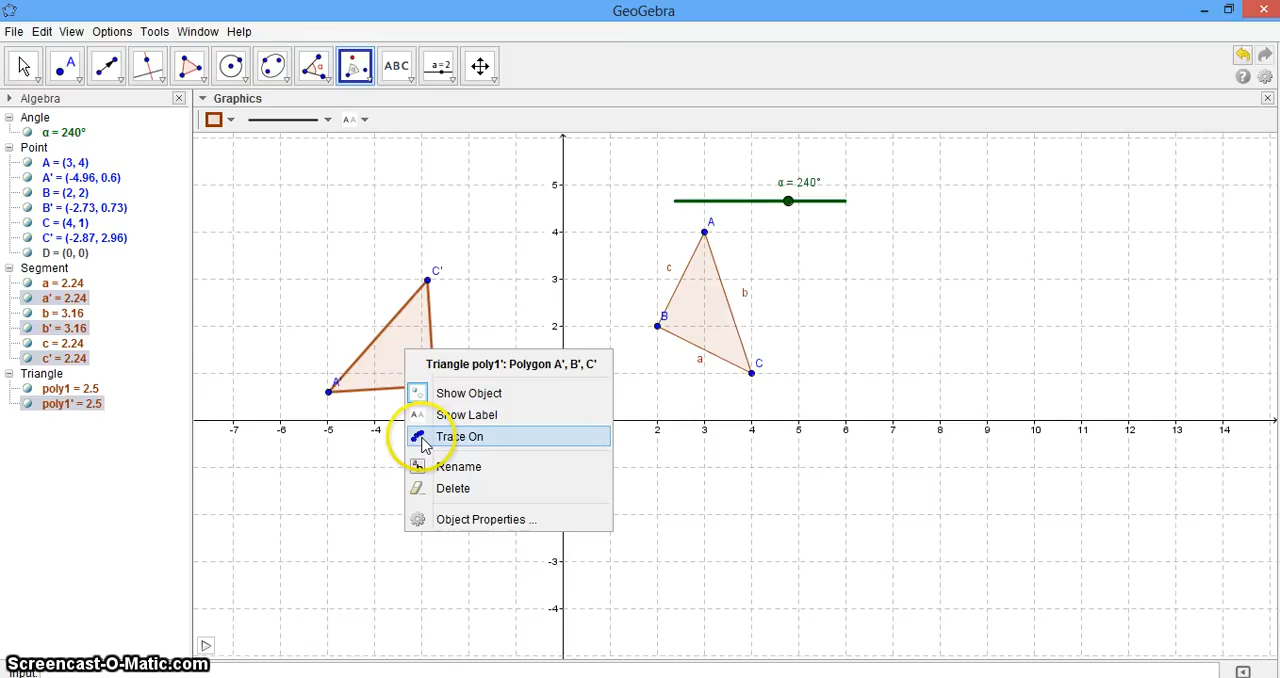 GeoGebra
File Edit View Options Tools Window Help
A
α
ABC
a=2
Algebra
Graphics
A A
Angle
α = 240°
Point
A = (3, 4)
A' = (-4.96, 0.6)
B = (2, 2)
B' = (-2.73, 0.73)
C = (4, 1)
C' = (-2.87, 2.96)
D = (0, 0)
Segment
a = 2.24
a' = 2.24
b = 3.16
b' = 3.16
c = 2.24
c' = 2.24
Triangle
poly1 = 2.5
poly1' = 2.5
α = 240°
5
4
3
2
A
c
b
B
a
C
C'
A
-7 -6 -5 -4 2 3 4 5 6 7 8 9 10 11 12 13 14
-3
-4
Triangle poly1': Polygon A', B', C'
Show Object
AA Show Label
Trace On
Rename
Delete
Object Properties ...
Screencast-O-Matic.com
Input: